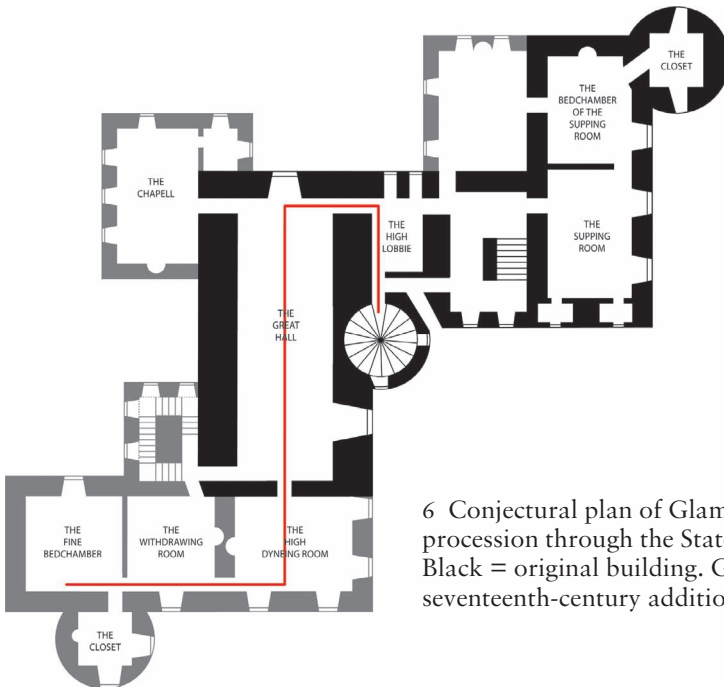 THE
CLOSET
THE
BEDCHAMBER
OF THE
SUPPING
ROOM
THE
CHAPELL
THE
HIGH
LOBBIE
THE
SUPPING
ROOM
THE
GREAT
HALL
THE
FINE
BEDCHAMBER
THE
WITHDRAWING
ROOM
THE
HIGH
DYNEING ROOM
THE
CLOSET
6 Conjectural plan of Glam
procession through the State
Black = original building. G
seventeenth-century additio